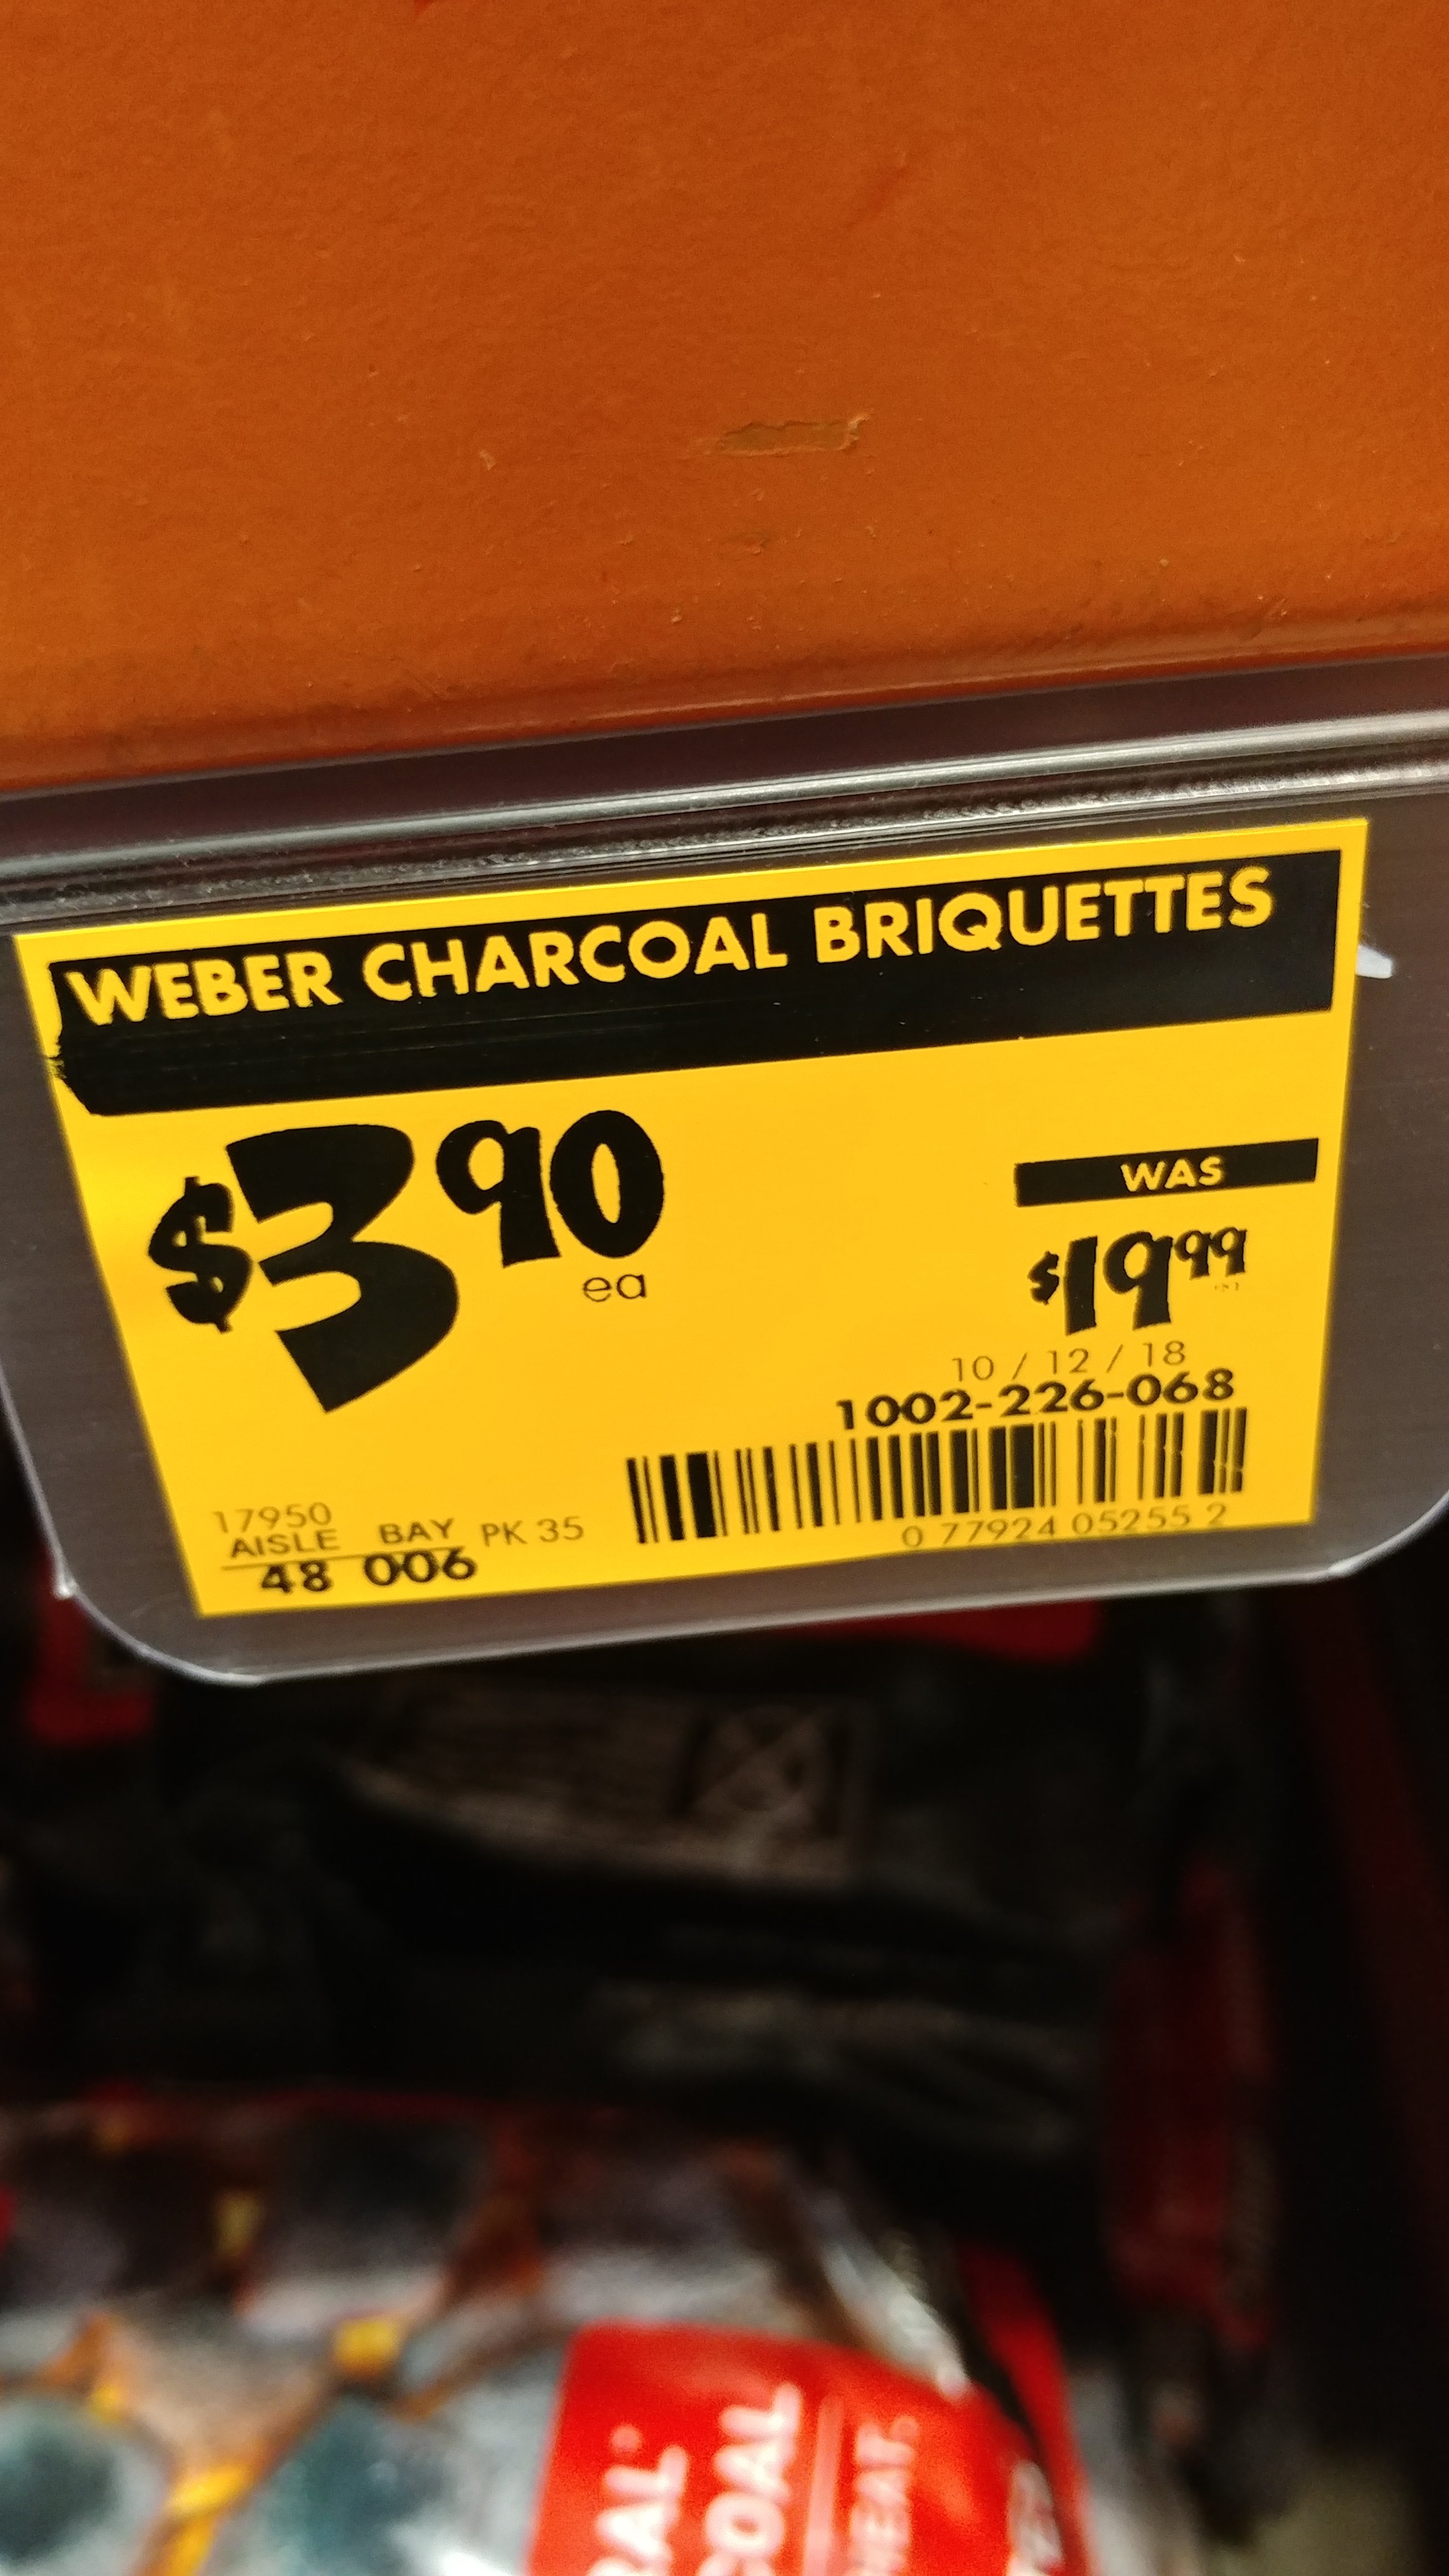 WEBER CHARCOAL BRIQUETTES
$3 90
ea
WAS
$19 99
10 / 12 / 18
1002-226-068
17950
AISLE BAY PK 35
48 006
0 77924 05255 2
COAL